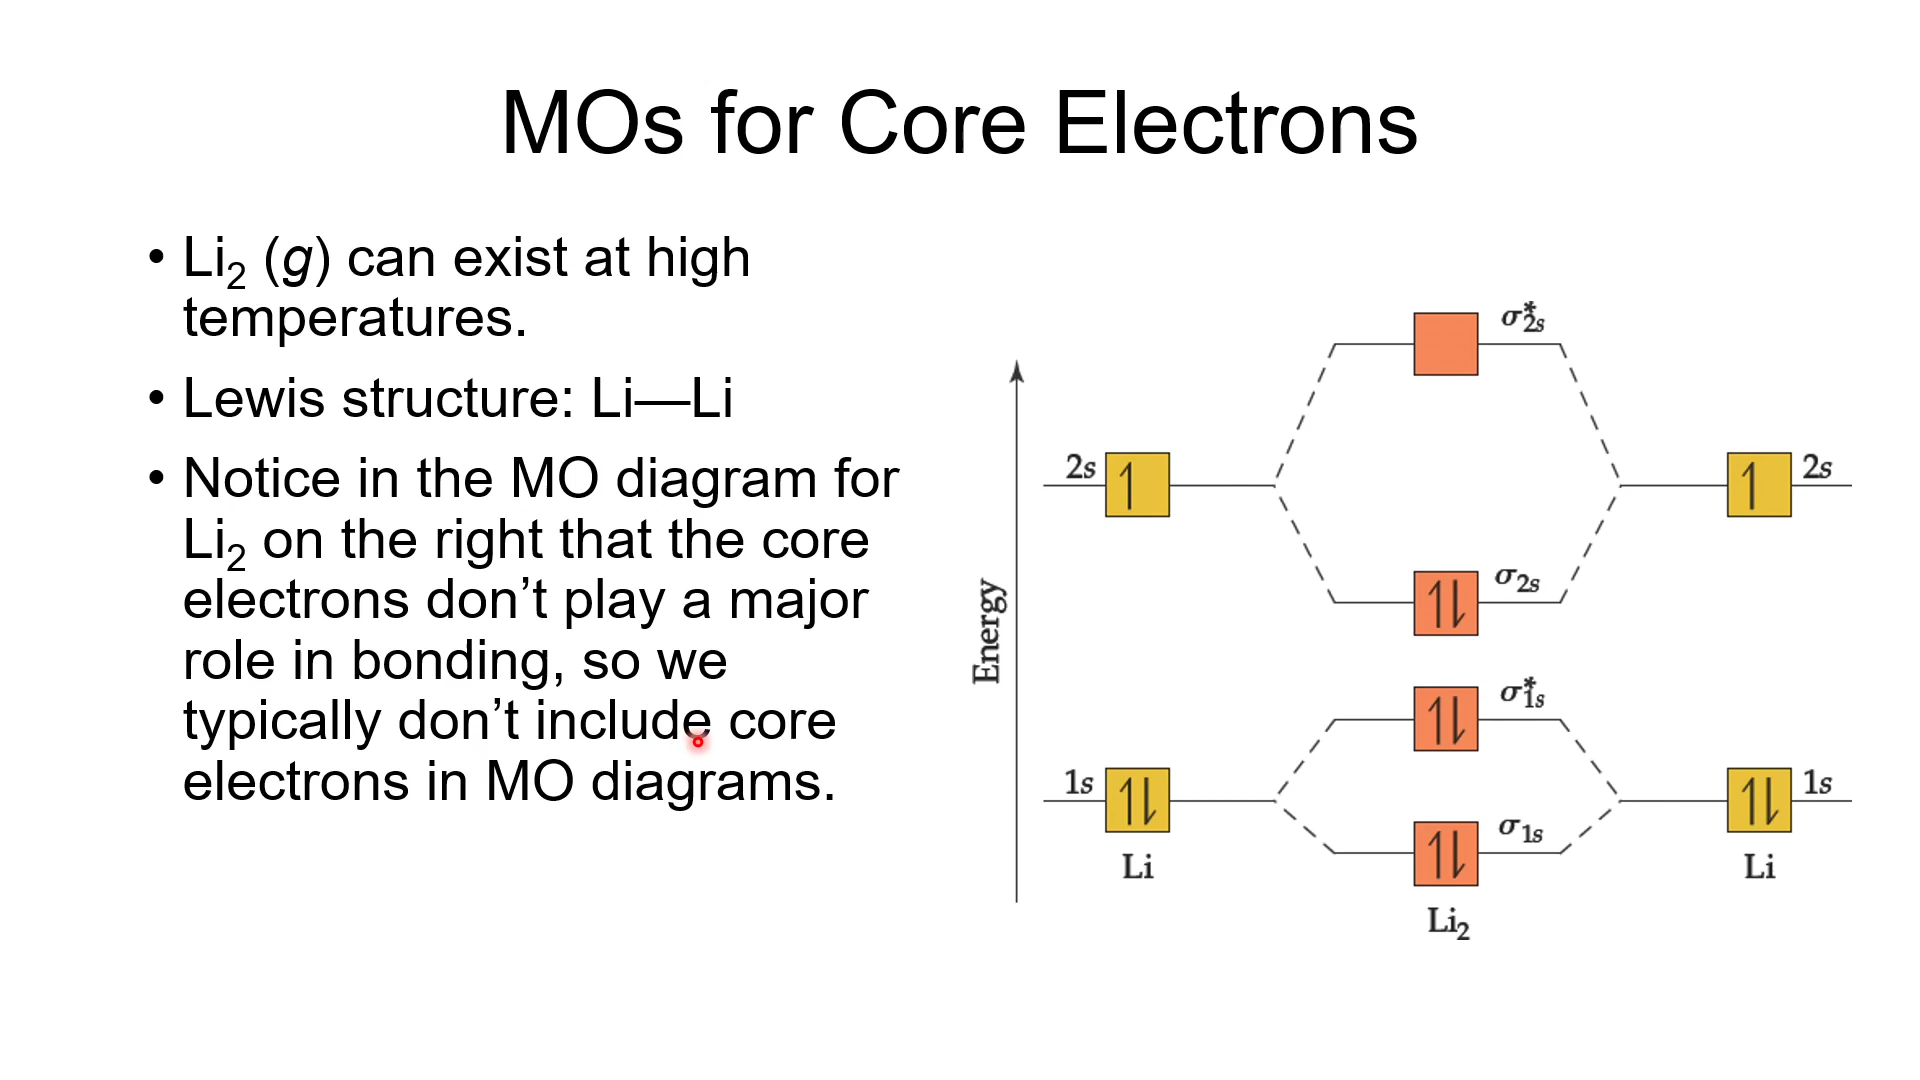 MOs for Core Electrons
• Li₂ (g) can exist at high
temperatures.
• Lewis structure: Li—Li
• Notice in the MO diagram for
Li₂ on the right that the core
electrons don’t play a major
role in bonding, so we
typically don’t include core
electrons in MO diagrams.
Energy
σ*2s
2s ↿
↿ 2s
↿⇂ σ2s
↿⇂ σ*1s
1s ↿⇂
↿⇂ 1s
↿⇂ σ1s
Li
Li
Li₂